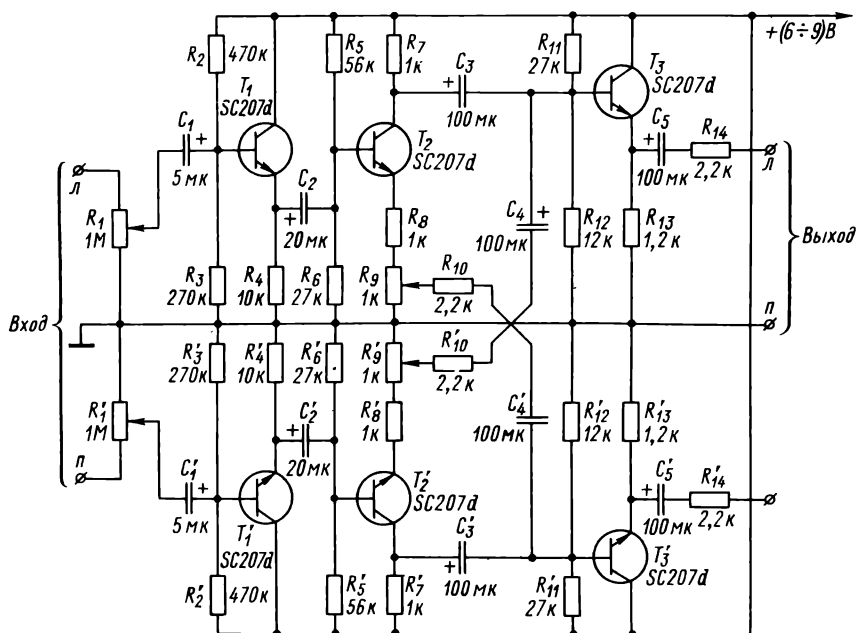 +(6÷9)В
R2 470к
R5 56к
R7 1к
C3 + 100мк
R11 27к
T3 SC207d
T1 SC207d
C1 + 5мк
T2 SC207d
C5 + 100мк
R14 2,2к
Л
Л
C2 + 20мк
R8 1к
C4 + 100мк
R12 12к
R13 1,2к
Выход
R1 1М
R3 270к
R4 10к
R6 27к
R9 1к
R10 2,2к
П
Вход
R'3 270к
R'4 10к
R'6 27к
R'9 1к
R'10 2,2к
R'1 1М
C'2 + 20мк
R'8 1к
C'4 100мк
R'12 12к
R'13 1,2к
П
C'1 + 5мк
T'2 SC207d
C'5 + 100мк
R'14 2,2к
T'1 SC207d
C'3 + 100мк
T'3 SC207d
R'2 470к
R'5 56к
R'7 1к
R'11 27к